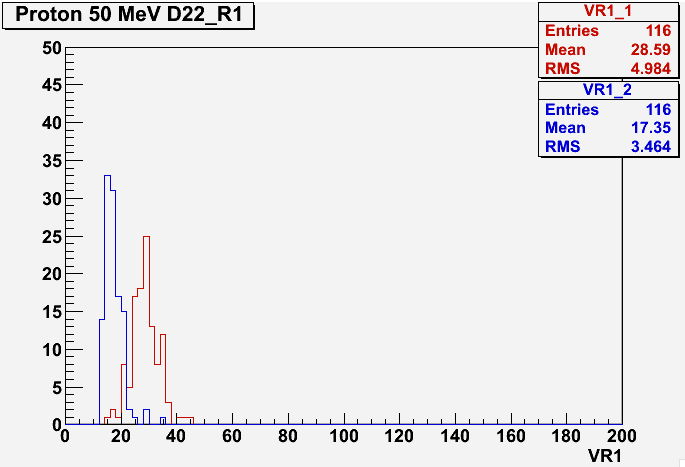 Proton 50 MeV D22_R1
VR1_1
Entries 116
Mean 28.59
RMS 4.984
VR1_2
Entries 116
Mean 17.35
RMS 3.464
50
45
40
35
30
25
20
15
10
5
0
0 20 40 60 80 100 120 140 160 180 200
VR1